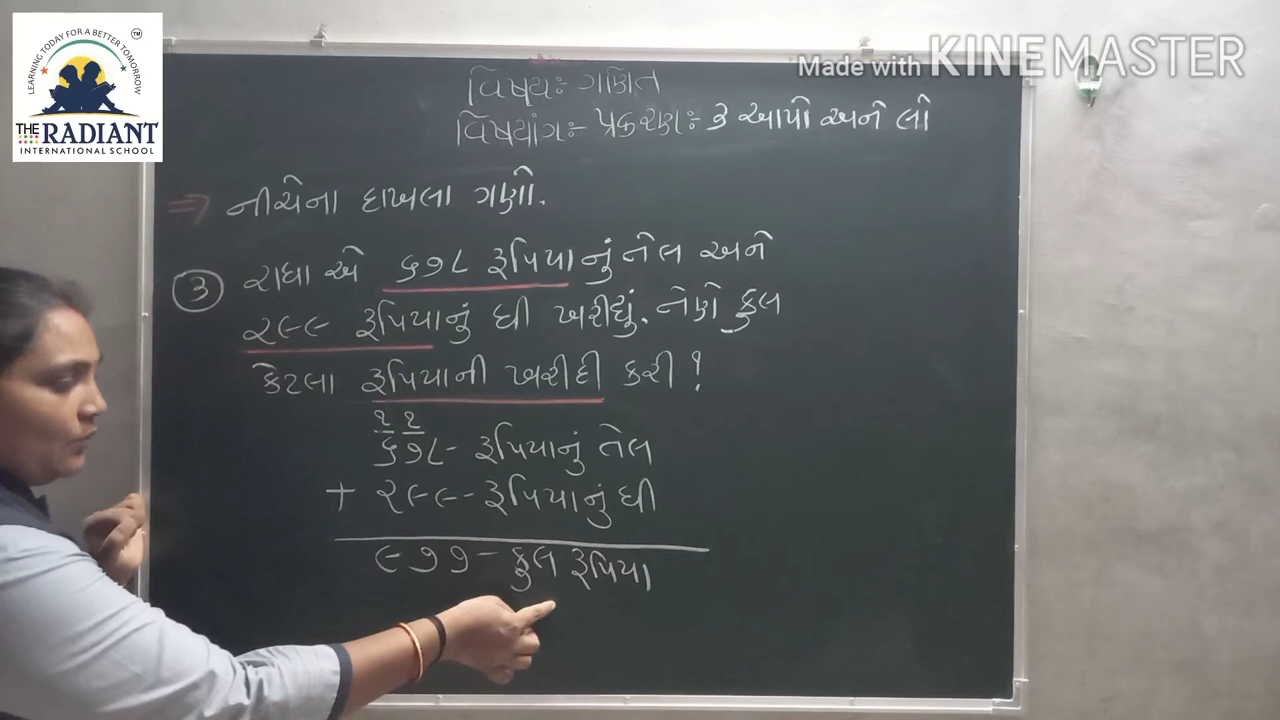 LEARNING TODAY FOR A BETTER TOMORROW
TM
THE RADIANT
INTERNATIONAL SCHOOL
Made with KINEMASTER
વિષયઃ ગણિત
વિષયાંગઃ- પ્રકરણઃ ૩ આપો અને લો
⇒ નીચેના દાખલા ગણો.
૩ રાધા એ ૬૭૮ રૂપિયાનું તેલ અને
૨૯૯ રૂપિયાનું ઘી ખરીધ્યું. તેણે કુલ
કેટલા રૂપિયાની ખરીદી કરી?
૧ ૧
૬૭૮ - રૂપિયાનું તેલ
+ ૨૯૯ - રૂપિયાનું ઘી
૯૭૭ - કુલ રૂપિયા